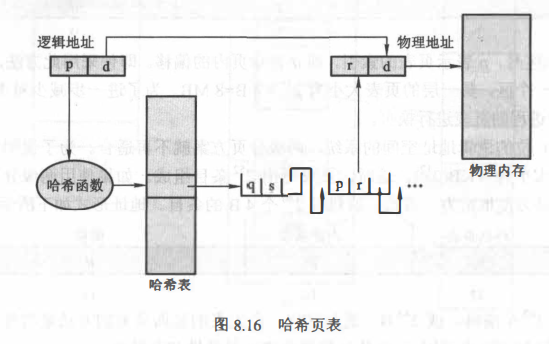 逻辑地址
物理地址
p d
r d
物理内存
哈希函数
q s
p r
...
哈希表
图 8.16 哈希页表